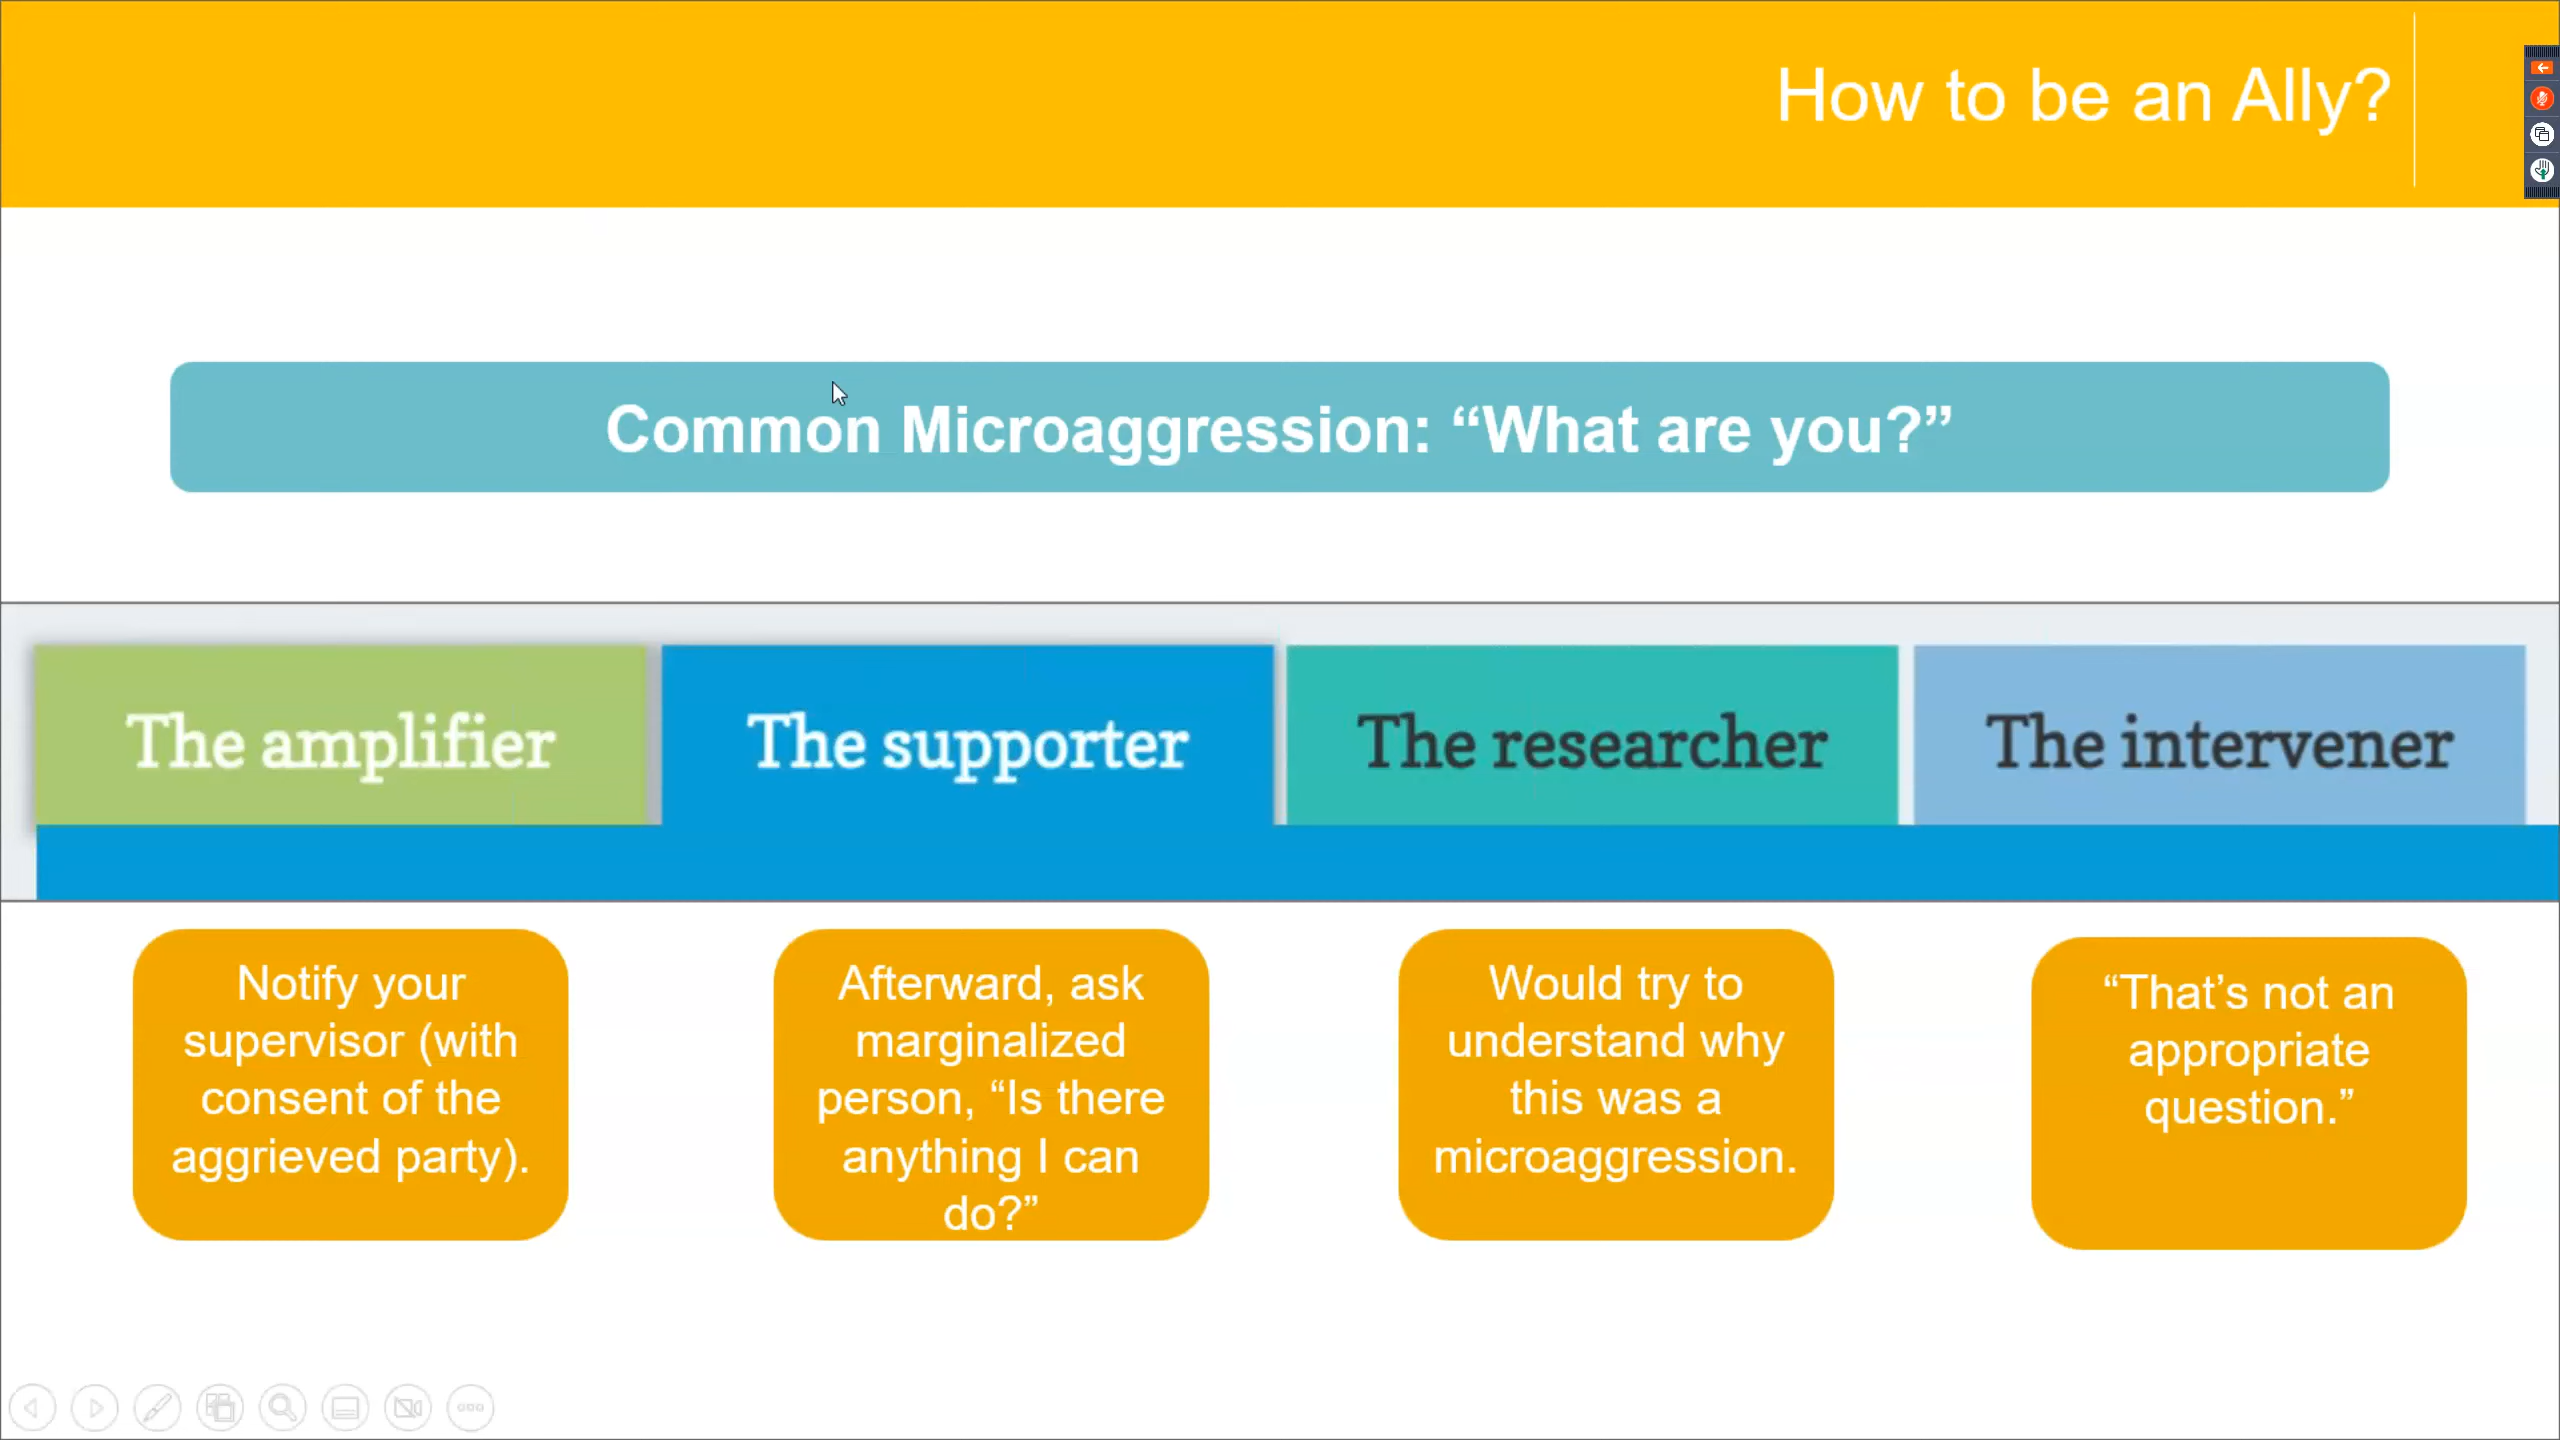 How to be an Ally?
Common Microaggression: “What are you?”
The amplifier
The supporter
The researcher
The intervener
Notify your
supervisor (with
consent of the
aggrieved party).
Afterward, ask
marginalized
person, “Is there
anything I can
do?”
Would try to
understand why
this was a
microaggression.
“That’s not an
appropriate
question.”